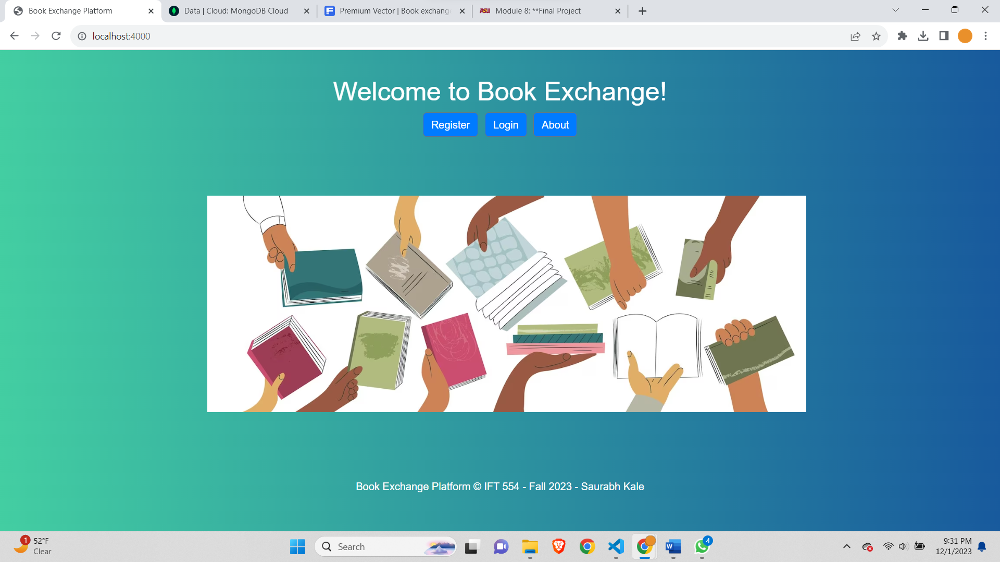 Book Exchange Platform
Data | Cloud: MongoDB Cloud
Premium Vector | Book exchang
ASU
Module 8: **Final Project
localhost:4000
Welcome to Book Exchange!
Register
Login
About
Book Exchange Platform © IFT 554 - Fall 2023 - Saurabh Kale
1
52°F
Clear
Search
W
4
9:31 PM
12/1/2023